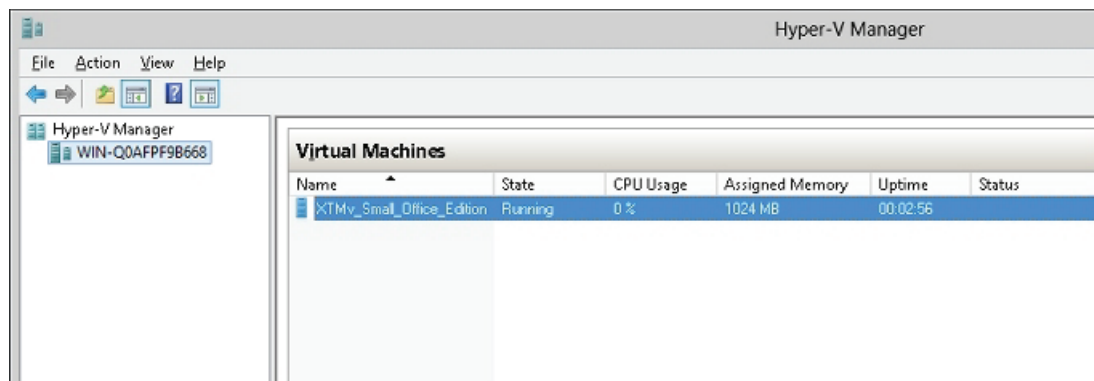 Hyper-V Manager
File Action View Help
Hyper-V Manager
WIN-Q0AFPF9B668
Virtual Machines
Name State CPU Usage Assigned Memory Uptime Status
XTMv_Small_Office_Edition Running 0 % 1024 MB 00:02:56